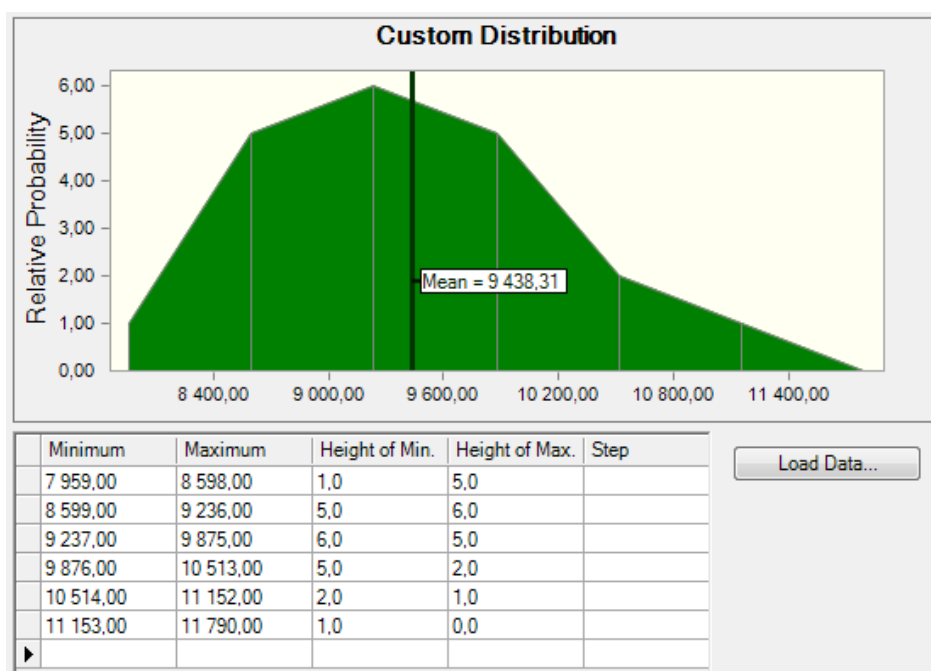 Custom Distribution
Relative Probability
6,00
5,00
4,00
3,00
2,00
1,00
0,00
Mean = 9 438,31
8 400,00 9 000,00 9 600,00 10 200,00 10 800,00 11 400,00
Minimum Maximum Height of Min. Height of Max. Step
7 959,00 8 598,00 1,0 5,0
8 599,00 9 236,00 5,0 6,0
9 237,00 9 875,00 6,0 5,0
9 876,00 10 513,00 5,0 2,0
10 514,00 11 152,00 2,0 1,0
11 153,00 11 790,00 1,0 0,0
Load Data...